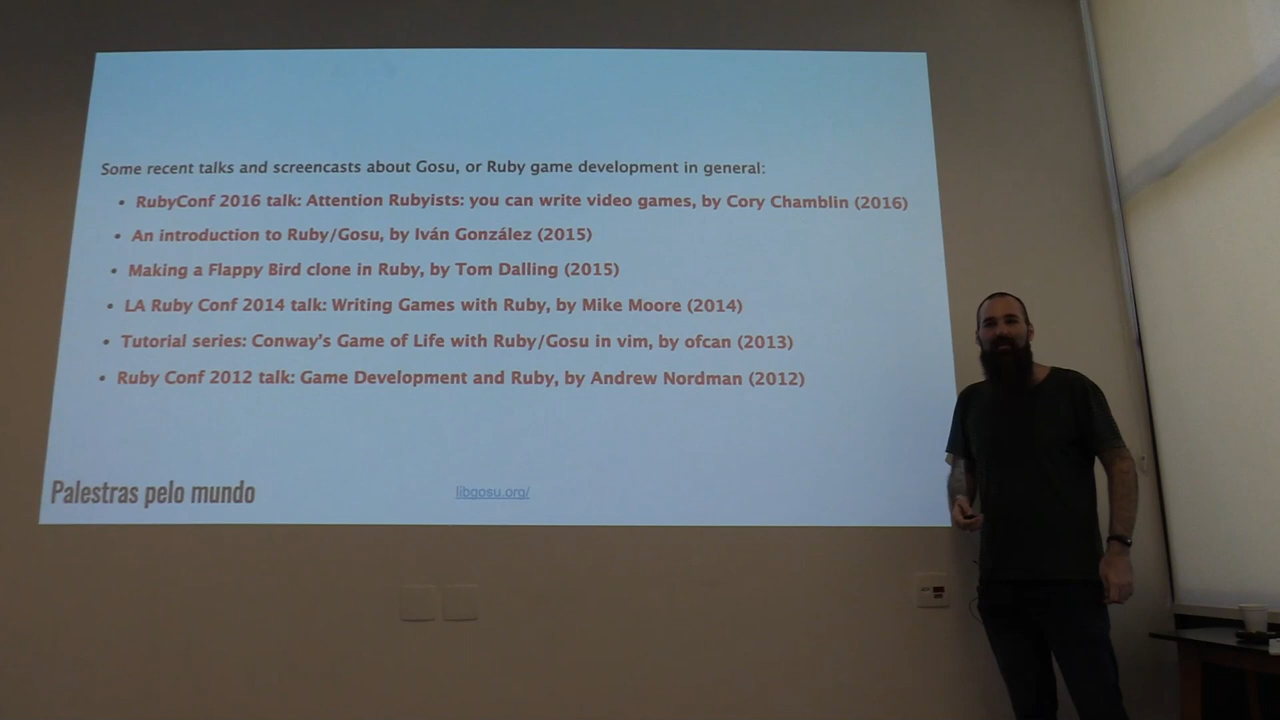 Some recent talks and screencasts about Gosu, or Ruby game development in general:
• RubyConf 2016 talk: Attention Rubyists: you can write video games, by Cory Chamblin (2016)
• An introduction to Ruby/Gosu, by Iván González (2015)
• Making a Flappy Bird clone in Ruby, by Tom Dalling (2015)
• LA Ruby Conf 2014 talk: Writing Games with Ruby, by Mike Moore (2014)
• Tutorial series: Conway’s Game of Life with Ruby/Gosu in vim, by ofcan (2013)
• Ruby Conf 2012 talk: Game Development and Ruby, by Andrew Nordman (2012)
Palestras pelo mundo
libgosu.org/